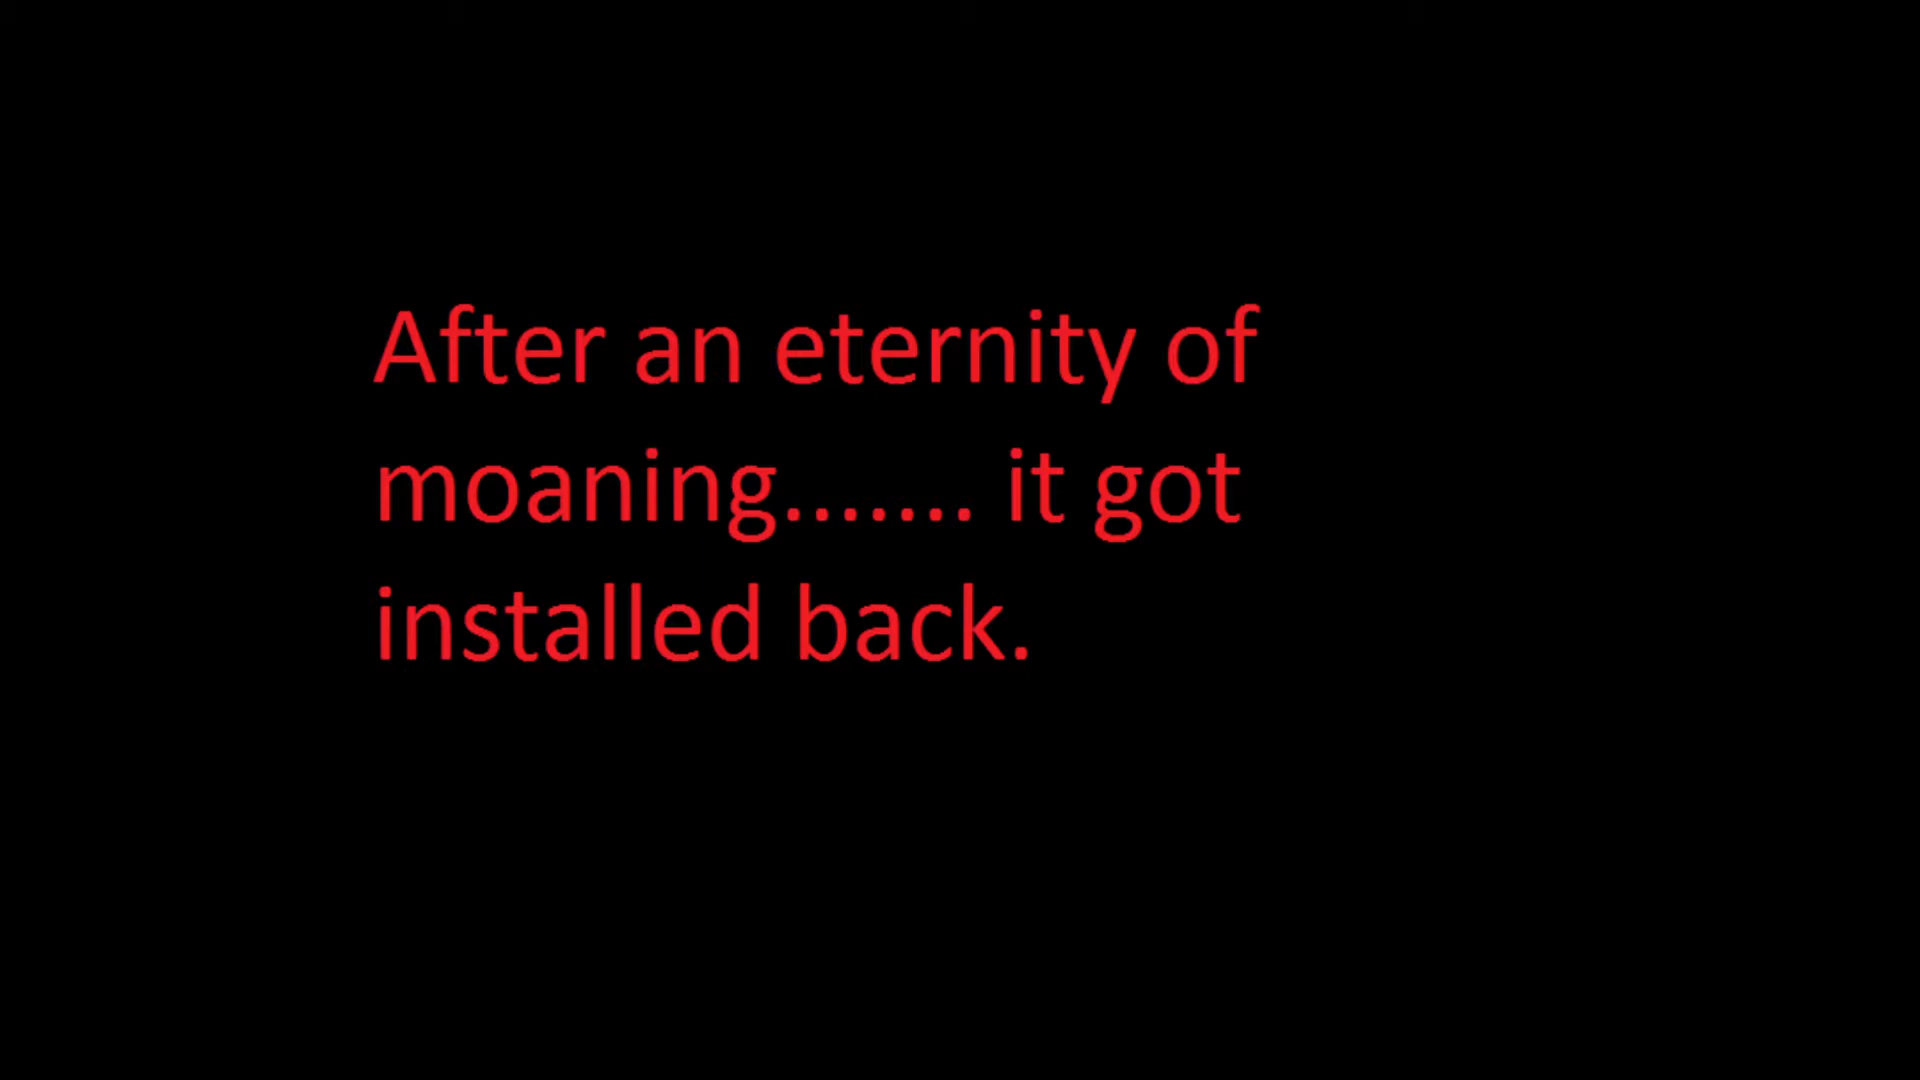 After an eternity of
moaning....... it got
installed back.